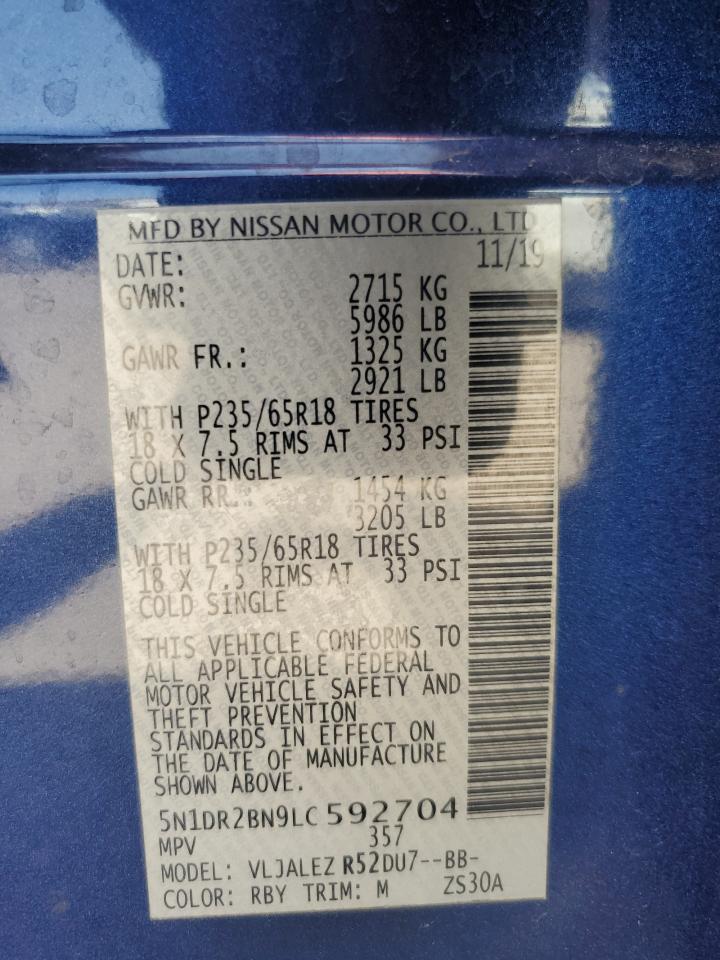 MFD BY NISSAN MOTOR CO., LTD
DATE: 11/19
GVWR: 2715 KG
5986 LB
GAWR FR.: 1325 KG
2921 LB
WITH P235/65R18 TIRES
18 X 7.5 RIMS AT 33 PSI
COLD SINGLE
GAWR RR.: 1454 KG
3205 LB
WITH P235/65R18 TIRES
18 X 7.5 RIMS AT 33 PSI
COLD SINGLE
THIS VEHICLE CONFORMS TO
ALL APPLICABLE FEDERAL
MOTOR VEHICLE SAFETY AND
THEFT PREVENTION
STANDARDS IN EFFECT ON
THE DATE OF MANUFACTURE
SHOWN ABOVE.
5N1DR2BN9LC592704
MPV 357
MODEL: VLJALEZ R52DU7--BB-
COLOR: RBY TRIM: M ZS30A